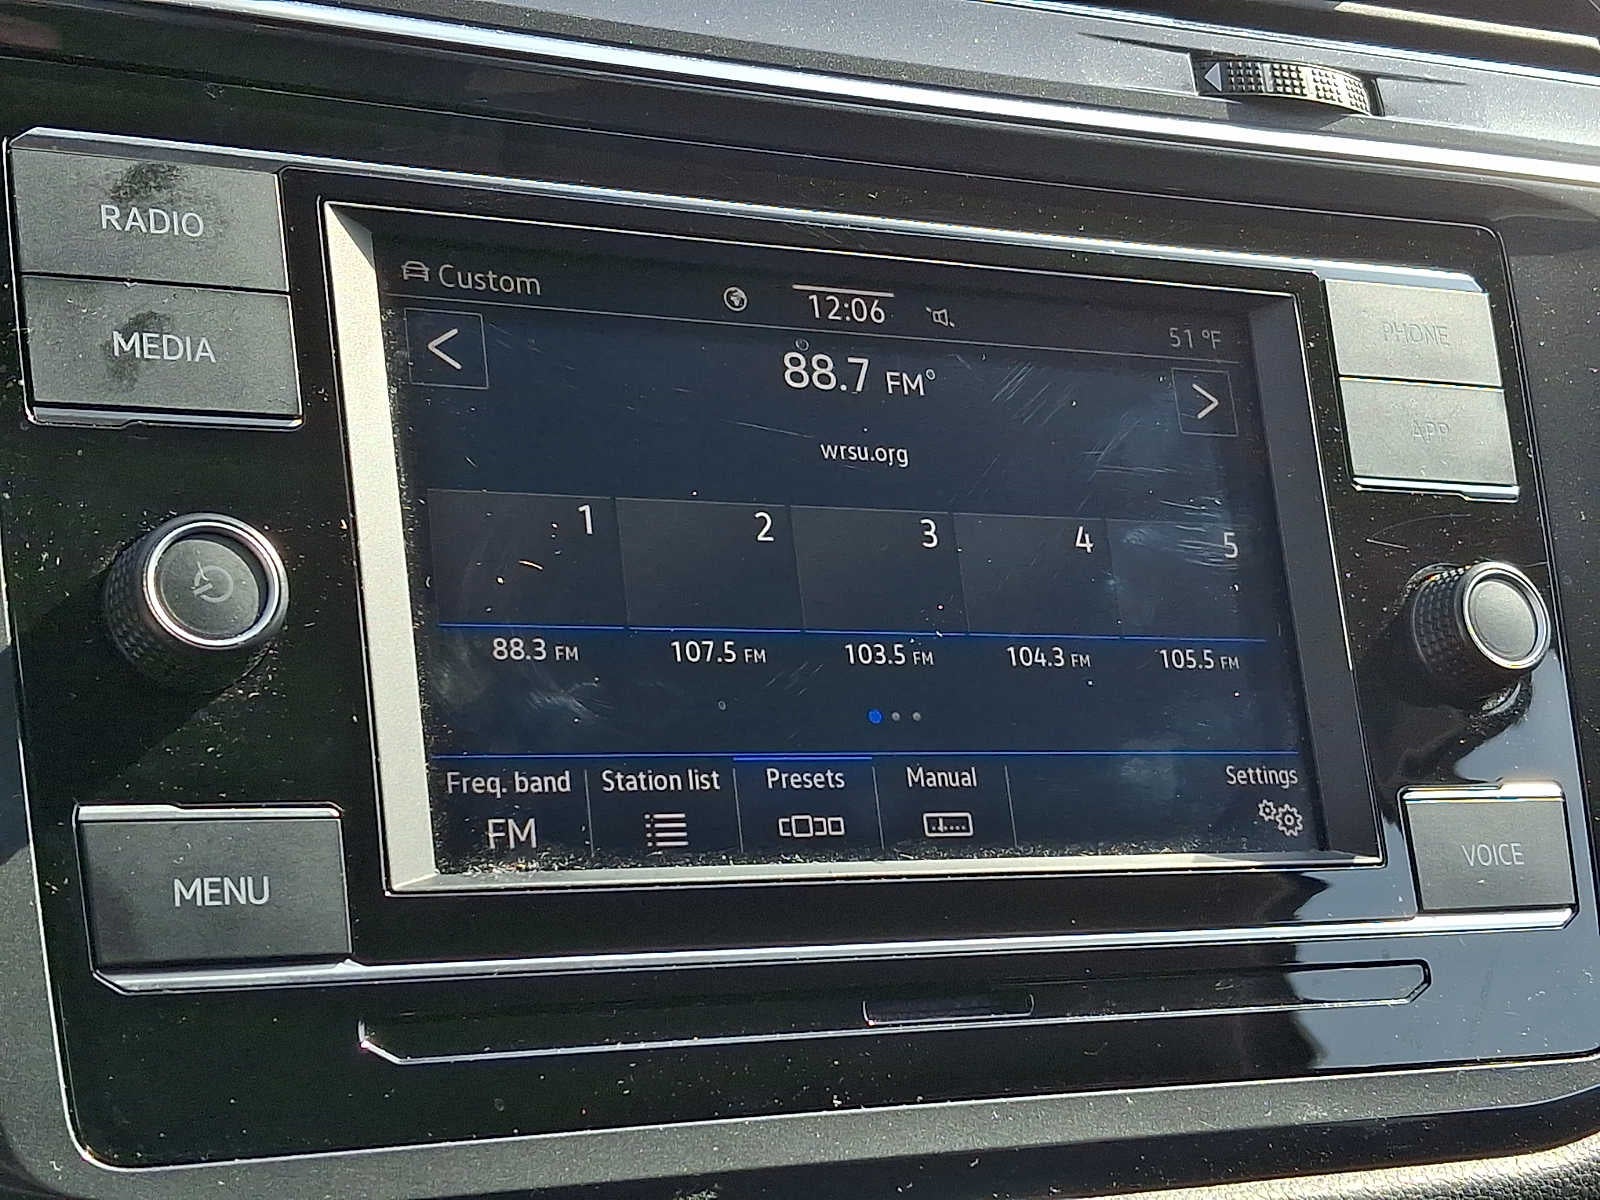 RADIO
MEDIA
MENU
Custom
12:06
51 °F
88.7 FM
wrsu.org
1 2 3 4 5
88.3 FM 107.5 FM 103.5 FM 104.3 FM 105.5 FM
Freq. band Station list Presets Manual Settings
FM
PHONE
APP
VOICE